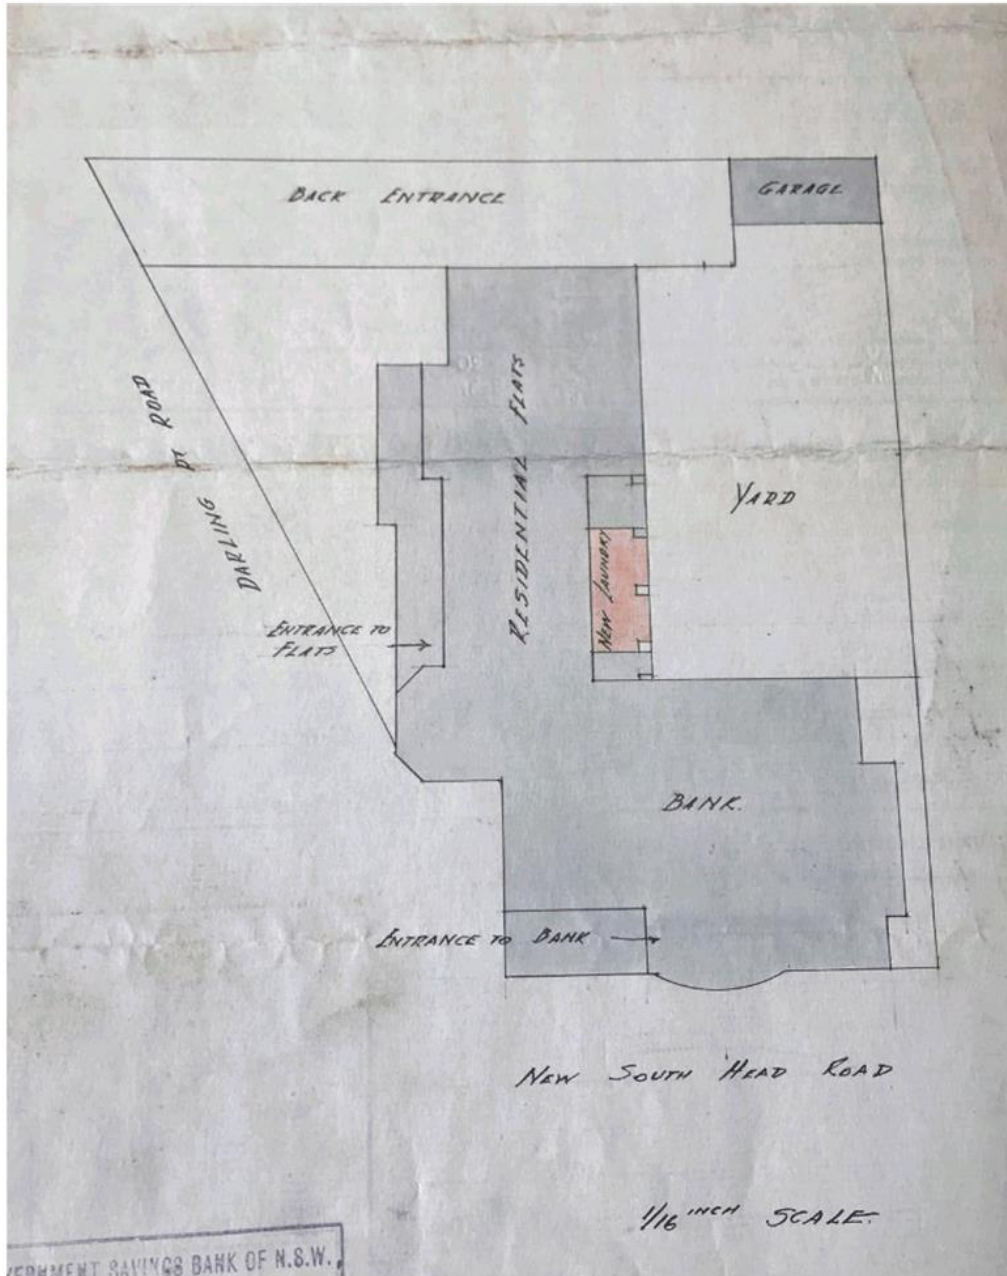 BACK ENTRANCE
GARAGE
DARLING PT ROAD
RESIDENTIAL FLATS
YARD
NEW LAUNDRY
ENTRANCE TO
FLATS
BANK.
ENTRANCE TO BANK
NEW SOUTH HEAD ROAD
1/16 INCH SCALE.
VERNMENT SAVINGS BANK OF N.S.W.